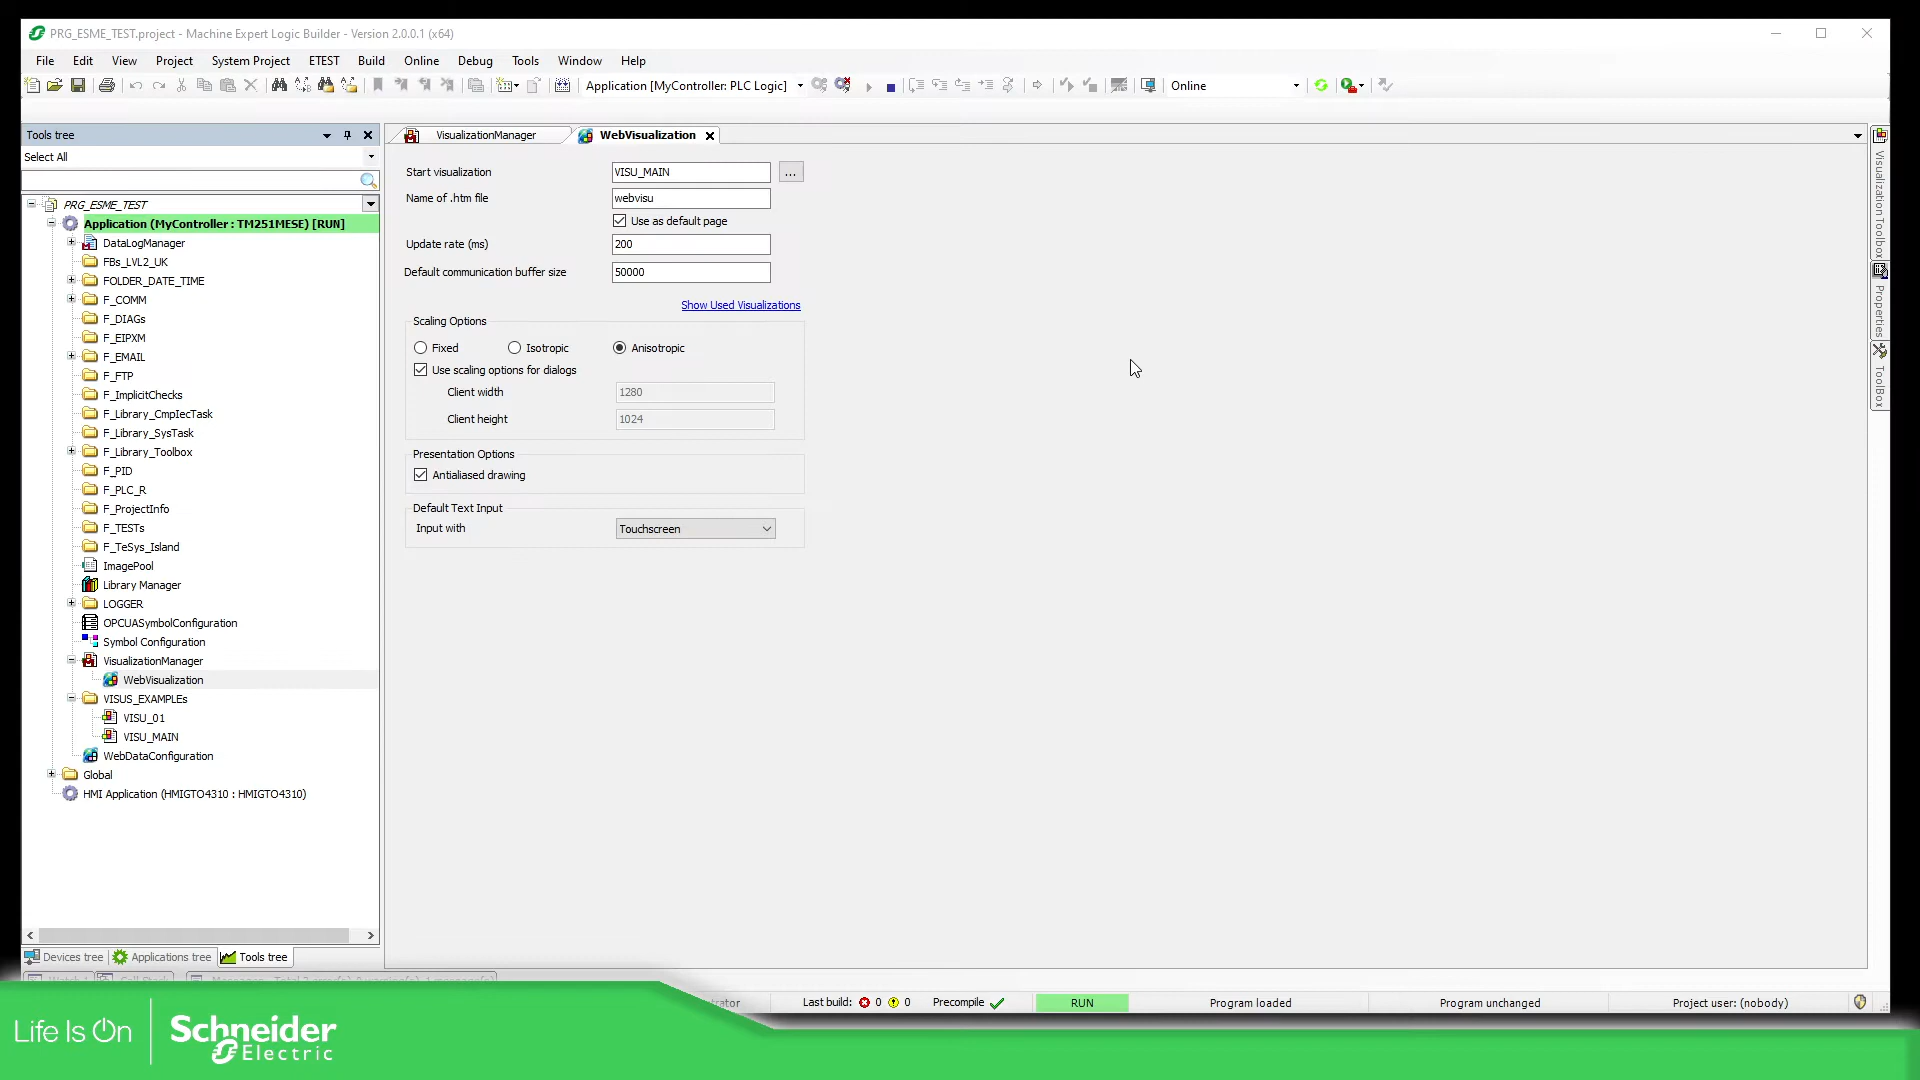 PRG_ESME_TEST.project - Machine Expert Logic Builder - Version 2.0.0.1 (x64)
File Edit View Project System Project ETEST Build Online Debug Tools Window Help
Application [MyController: PLC Logic] Online
Tools tree
Select All
PRG_ESME_TEST
Application (MyController : TM251MESE) [RUN]
DataLogManager
FBs_LVL2_UK
FOLDER_DATE_TIME
F_COMM
F_DIAGs
F_EIPXM
F_EMAIL
F_FTP
F_ImplicitChecks
F_Library_CmpIecTask
F_Library_SysTask
F_Library_Toolbox
F_PID
F_PLC_R
F_ProjectInfo
F_TESTs
F_TeSys_Island
ImagePool
Library Manager
LOGGER
OPCUASymbolConfiguration
Symbol Configuration
VisualizationManager
WebVisualization
VISUS_EXAMPLEs
VISU_01
VISU_MAIN
WebDataConfiguration
Global
HMI Application (HMIGTO4310 : HMIGTO4310)
Devices tree Applications tree Tools tree
VisualizationManager WebVisualization
Start visualization VISU_MAIN ...
Name of .htm file webvisu
Use as default page
Update rate (ms) 200
Default communication buffer size 50000
Show Used Visualizations
Scaling Options
Fixed Isotropic Anisotropic
Use scaling options for dialogs
Client width 1280
Client height 1024
Presentation Options
Antialiased drawing
Default Text Input
Input with Touchscreen
Visualization Toolbox
Properties
ToolBox
Last build: 0 0 Precompile RUN Program loaded Program unchanged Project user: (nobody)
Life Is On
Schneider
Electric